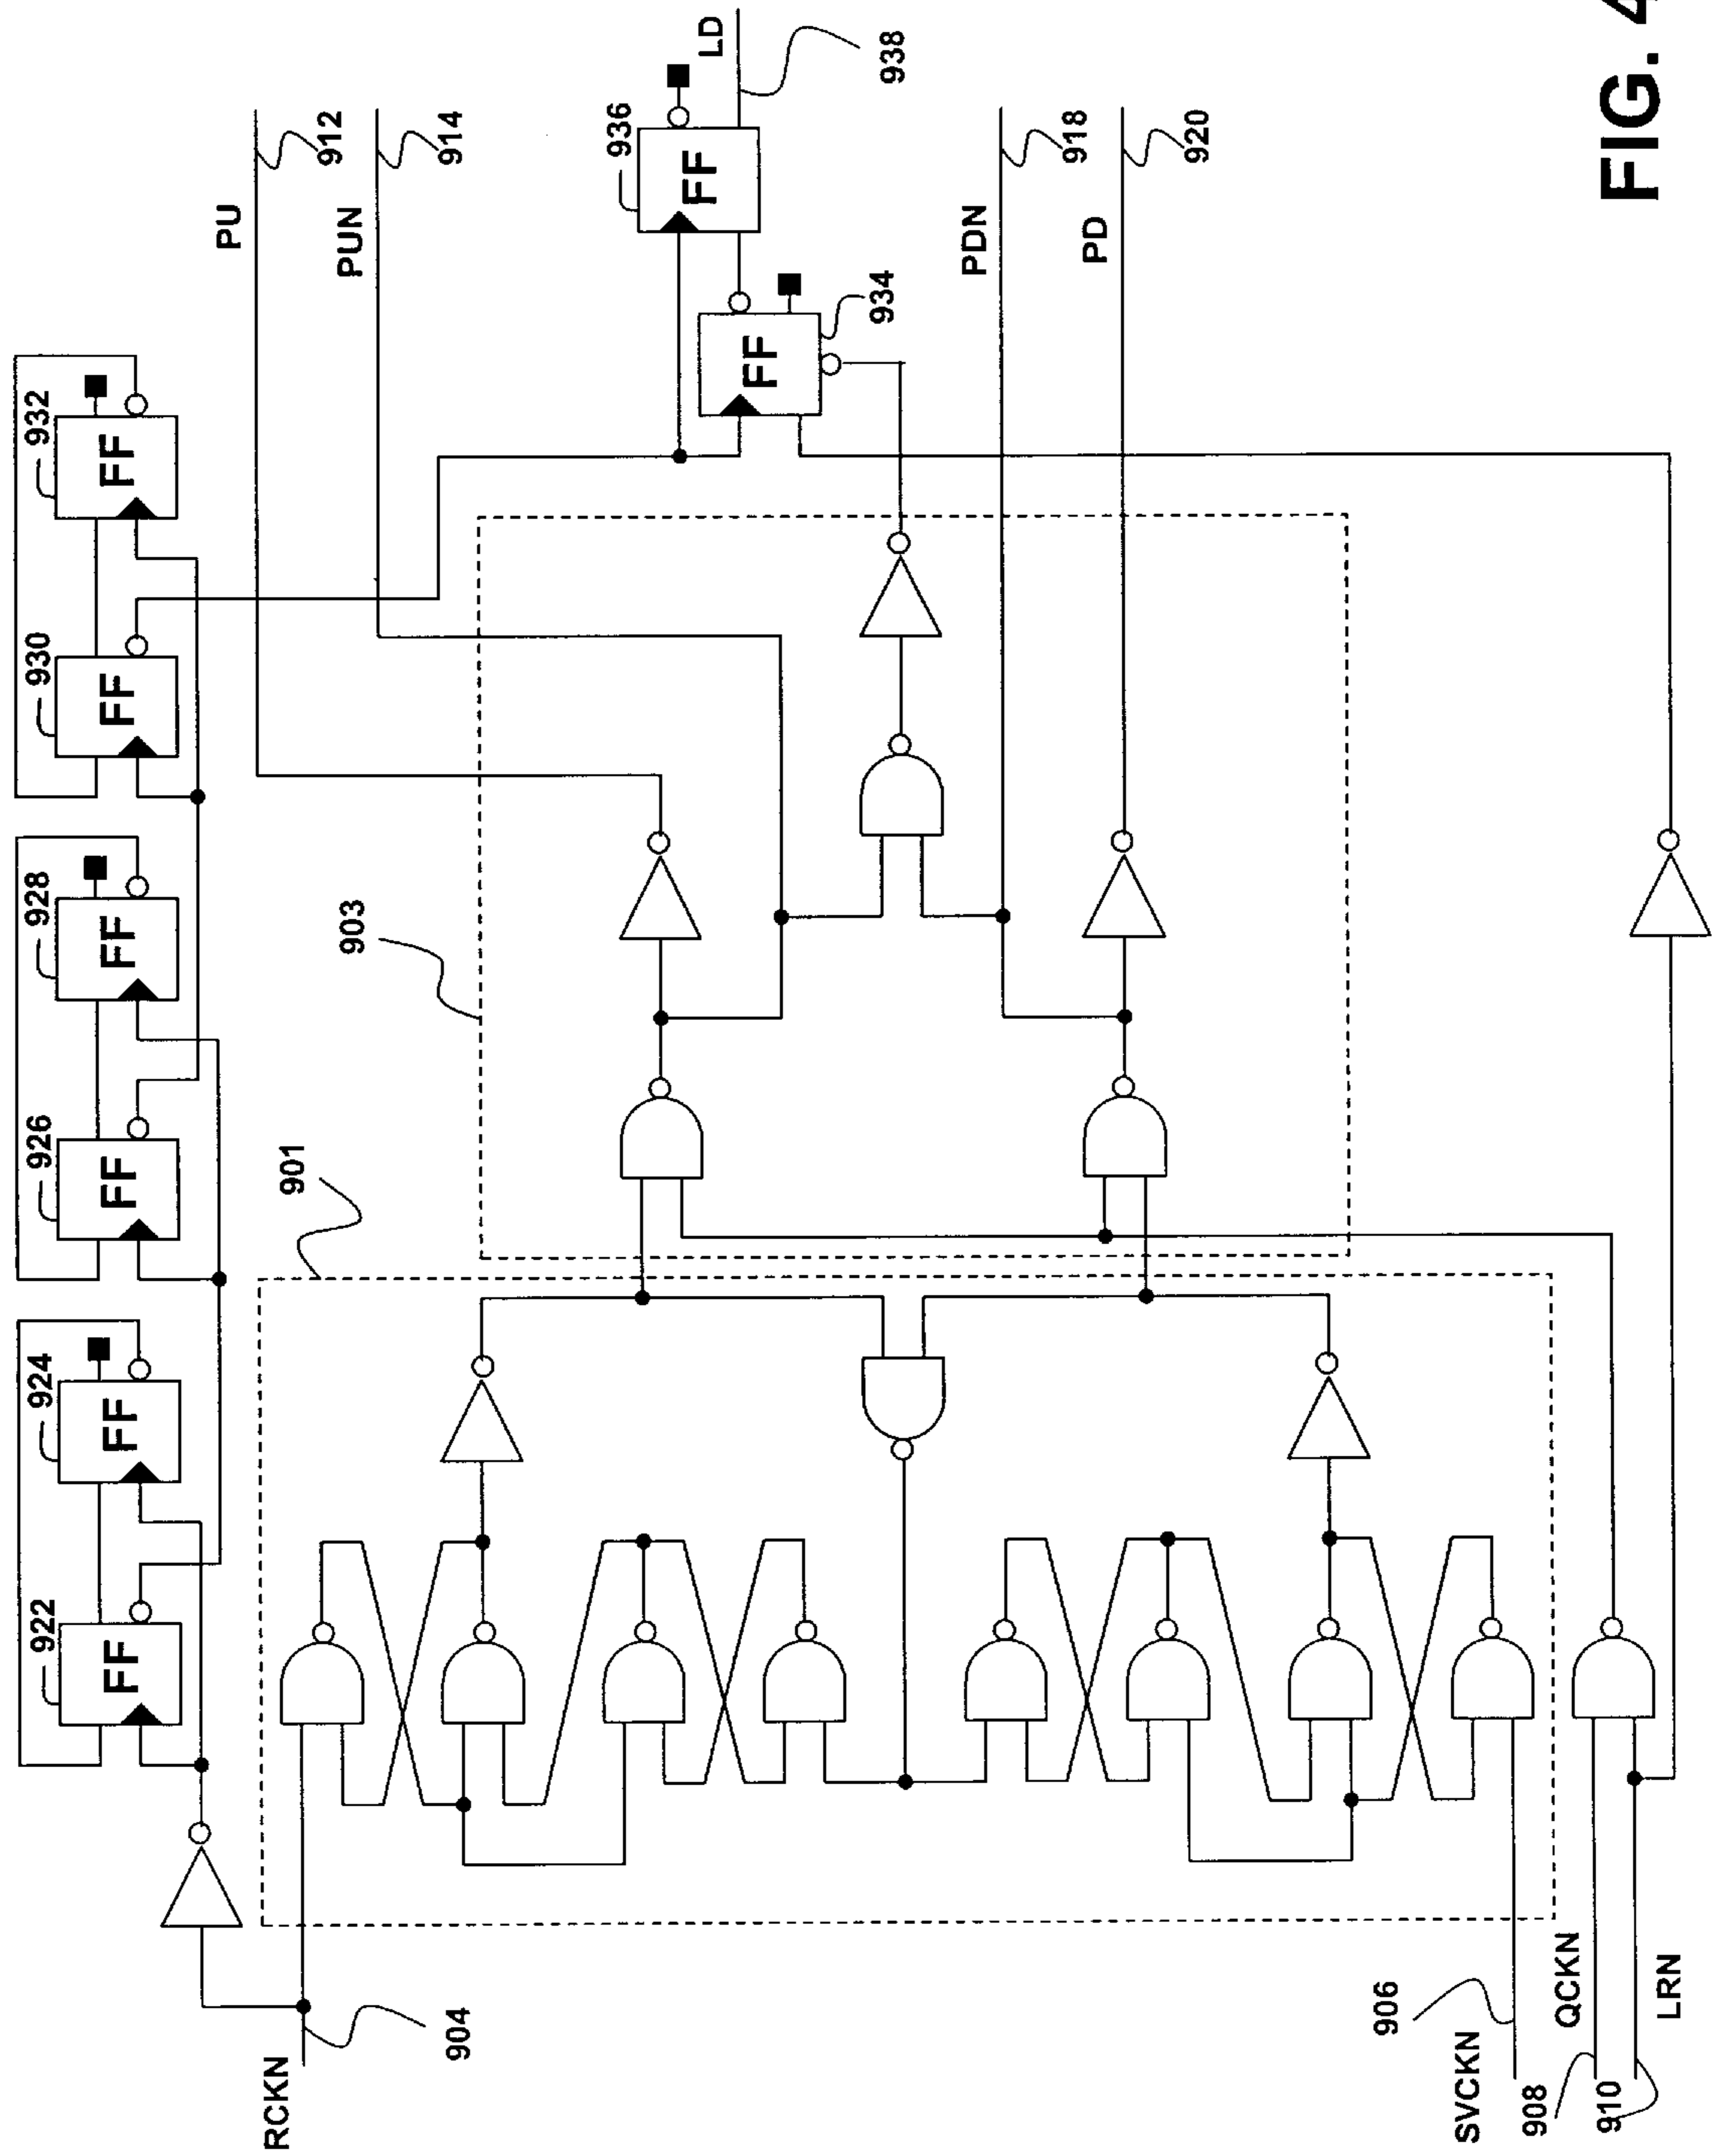 922
FF
924
FF
926
FF
928
FF
930
FF
932
FF
PU
912
PUN
914
901
903
936
FF
LD
938
FF
934
PDN
918
PD
920
RCKN
904
906
SVCKN
908
QCKN
910
LRN
FIG. 4